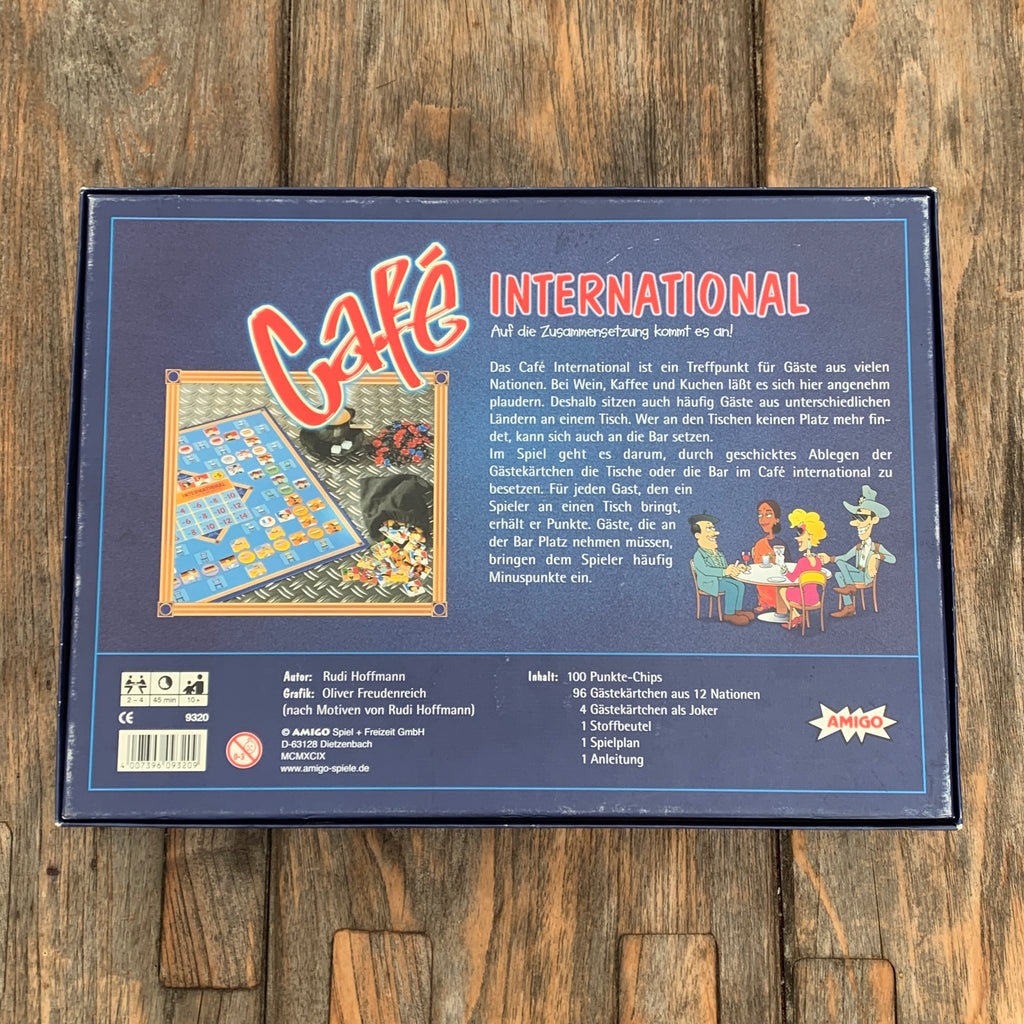 Café
INTERNATIONAL
Auf die Zusammensetzung kommt es an!
Das Café International ist ein Treffpunkt für Gäste aus vielen
Nationen. Bei Wein, Kaffee und Kuchen läßt es sich hier angenehm
plaudern. Deshalb sitzen auch häufig Gäste aus unterschiedlichen
Ländern an einem Tisch. Wer an den Tischen keinen Platz mehr fin-
det, kann sich auch an die Bar setzen.
Im Spiel geht es darum, durch geschicktes Ablegen der
Gästekärtchen die Tische oder die Bar im Café international zu
besetzen. Für jeden Gast, den ein
Spieler an einen Tisch bringt,
erhält er Punkte. Gäste, die an
der Bar Platz nehmen müssen,
bringen dem Spieler häufig
Minuspunkte ein.
INTERNATIONAL
2 – 4 45 min 10+
CE 9320
4 007396 093209
0-3
Autor: Rudi Hoffmann
Grafik: Oliver Freudenreich
(nach Motiven von Rudi Hoffmann)
© AMIGO Spiel + Freizeit GmbH
D-63128 Dietzenbach
MCMXCIX
www.amigo-spiele.de
Inhalt: 100 Punkte-Chips
96 Gästekärtchen aus 12 Nationen
4 Gästekärtchen als Joker
1 Stoffbeutel
1 Spielplan
1 Anleitung
AMIGO